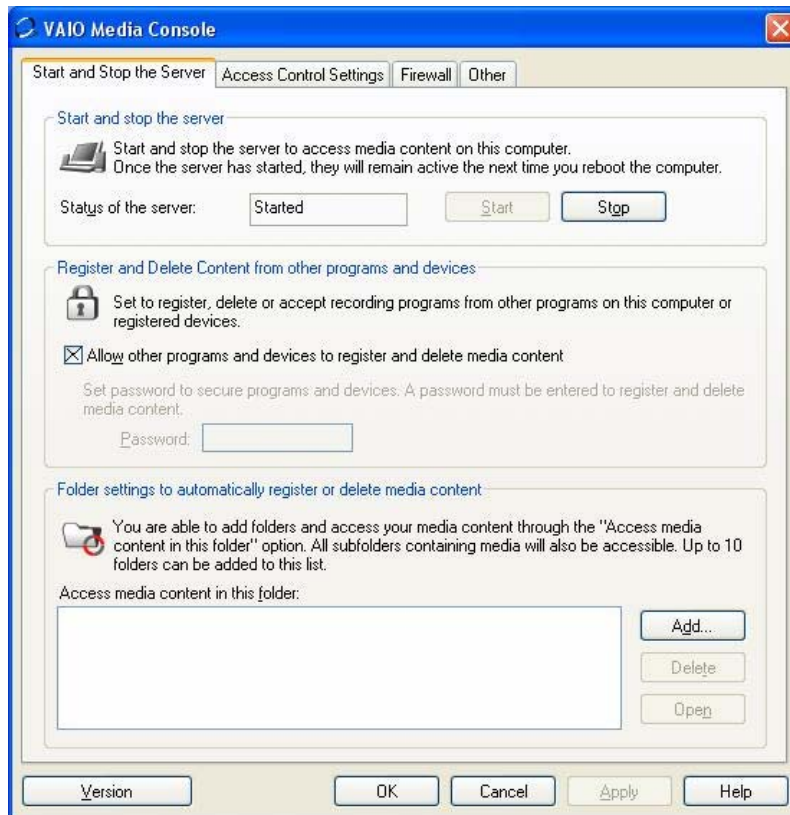 VAIO Media Console
Start and Stop the Server Access Control Settings Firewall Other
Start and stop the server
Start and stop the server to access media content on this computer.
Once the server has started, they will remain active the next time you reboot the computer.
Status of the server: Started Start Stop
Register and Delete Content from other programs and devices
Set to register, delete or accept recording programs from other programs on this computer or
registered devices.
Allow other programs and devices to register and delete media content
Set password to secure programs and devices. A password must be entered to register and delete
media content.
Password:
Folder settings to automatically register or delete media content
You are able to add folders and access your media content through the "Access media
content in this folder" option. All subfolders containing media will also be accessible. Up to 10
folders can be added to this list.
Access media content in this folder:
Add...
Delete
Open
Version OK Cancel Apply Help